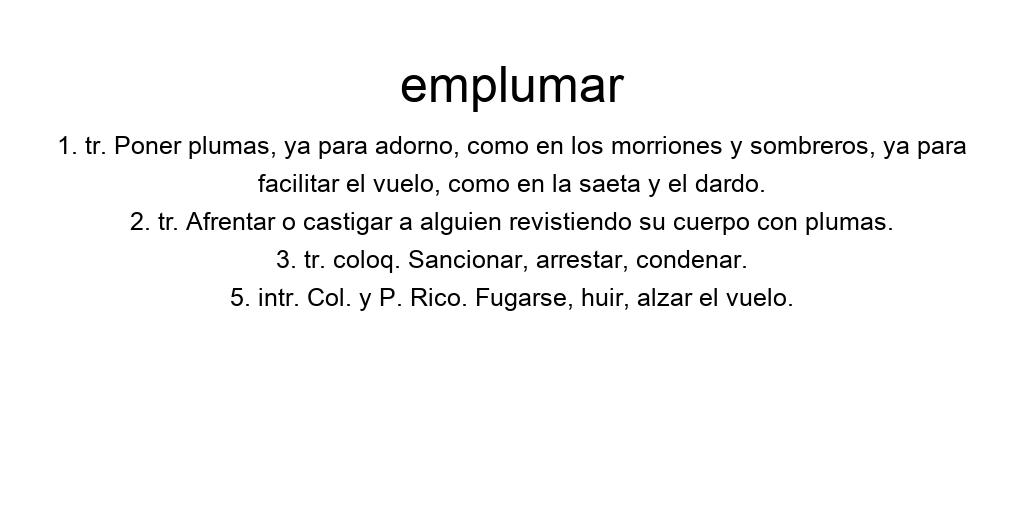 emplumar
1. tr. Poner plumas, ya para adorno, como en los morriones y sombreros, ya para
facilitar el vuelo, como en la saeta y el dardo.
2. tr. Afrentar o castigar a alguien revistiendo su cuerpo con plumas.
3. tr. coloq. Sancionar, arrestar, condenar.
5. intr. Col. y P. Rico. Fugarse, huir, alzar el vuelo.